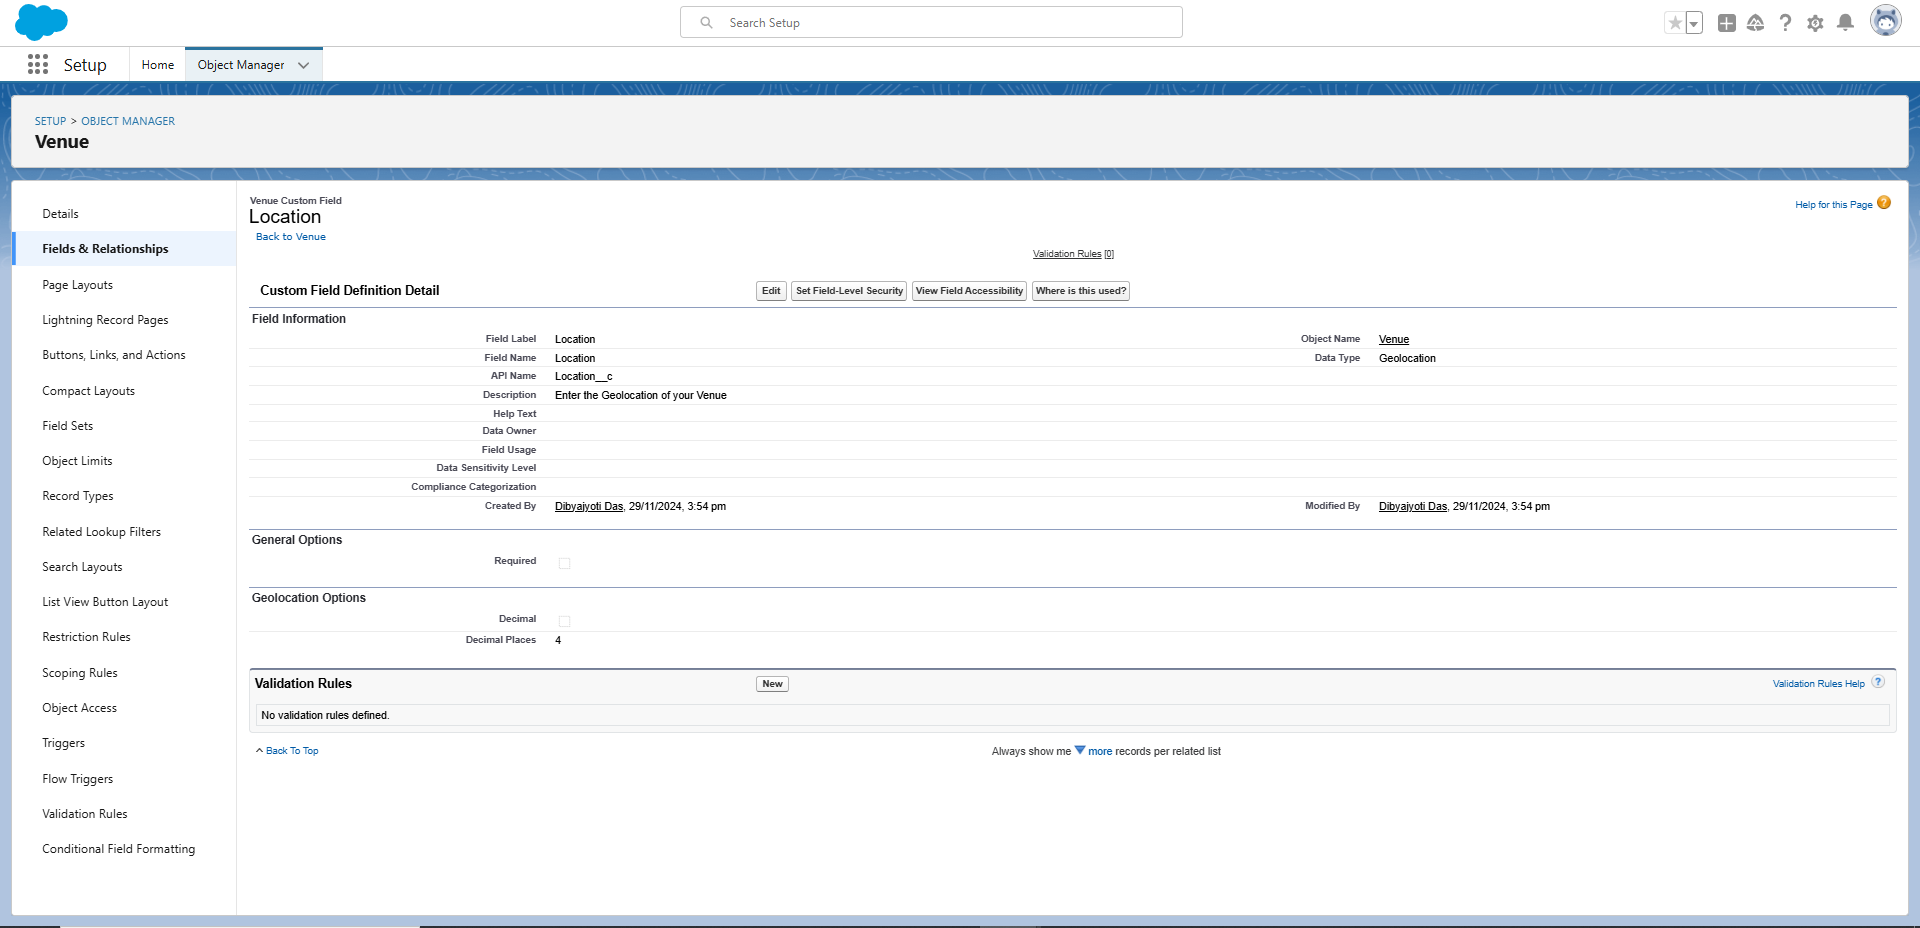 Search Setup
Setup
Home
Object Manager
SETUP > OBJECT MANAGER
Venue
Details
Fields & Relationships
Page Layouts
Lightning Record Pages
Buttons, Links, and Actions
Compact Layouts
Field Sets
Object Limits
Record Types
Related Lookup Filters
Search Layouts
List View Button Layout
Restriction Rules
Scoping Rules
Object Access
Triggers
Flow Triggers
Validation Rules
Conditional Field Formatting
Venue Custom Field
Location
Help for this Page ?
Back to Venue
Validation Rules [0]
Custom Field Definition Detail
Edit
Set Field-Level Security
View Field Accessibility
Where is this used?
Field Information
Field Label Location
Object Name Venue
Field Name Location
Data Type Geolocation
API Name Location__c
Description Enter the Geolocation of your Venue
Help Text
Data Owner
Field Usage
Data Sensitivity Level
Compliance Categorization
Created By Dibyajyoti Das, 29/11/2024, 3:54 pm
Modified By Dibyajyoti Das, 29/11/2024, 3:54 pm
General Options
Required
Geolocation Options
Decimal
Decimal Places 4
Validation Rules
New
Validation Rules Help ?
No validation rules defined.
Back To Top
Always show me more records per related list